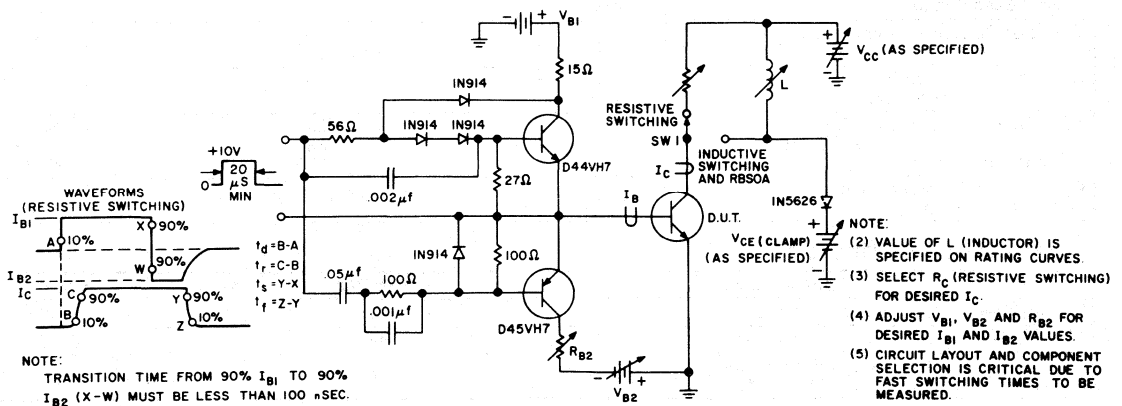 V_B1
15Ω
1N914
56Ω
1N914
1N914
D44VH7
.002µf
27Ω
+10V
0
20
µS
MIN
WAVEFORMS
(RESISTIVE SWITCHING)
I_B1
A
10%
X
90%
W
90%
I_B2
I_C
C
90%
Y
90%
B
10%
Z
10%
t_d=B-A
t_r=C-B
t_s=Y-X
t_f=Z-Y
1N914
100Ω
.05µf
100Ω
.001µf
D45VH7
R_B2
V_B2
I_B
D.U.T.
I_C
RESISTIVE
SWITCHING
SW1
INDUCTIVE
SWITCHING
AND RBSOA
L
V_CC (AS SPECIFIED)
1N5626
V_CE (CLAMP)
(AS SPECIFIED)
NOTE:
TRANSITION TIME FROM 90% I_B1 TO 90%
I_B2 (X-W) MUST BE LESS THAN 100 nSEC.
NOTE:
(2) VALUE OF L (INDUCTOR) IS
SPECIFIED ON RATING CURVES.
(3) SELECT R_C (RESISTIVE SWITCHING)
FOR DESIRED I_C.
(4) ADJUST V_B1, V_B2 AND R_B2 FOR
DESIRED I_B1 AND I_B2 VALUES.
(5) CIRCUIT LAYOUT AND COMPONENT
SELECTION IS CRITICAL DUE TO
FAST SWITCHING TIMES TO BE
MEASURED.